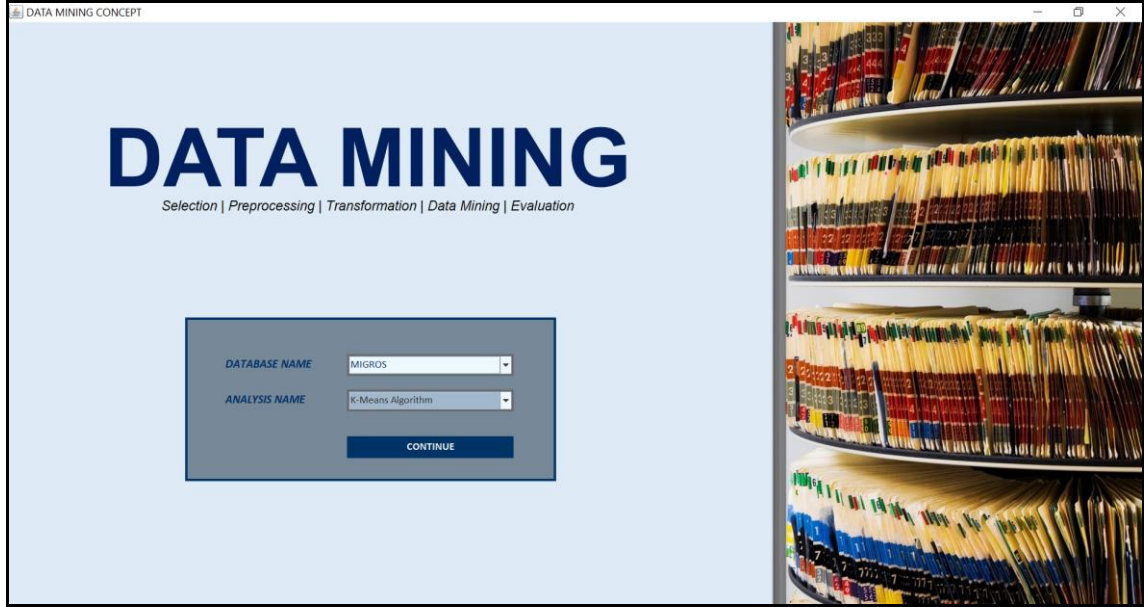 DATA MINING CONCEPT
DATA MINING
Selection | Preprocessing | Transformation | Data Mining | Evaluation
DATABASE NAME MIGROS
ANALYSIS NAME K-Means Algorithm
CONTINUE